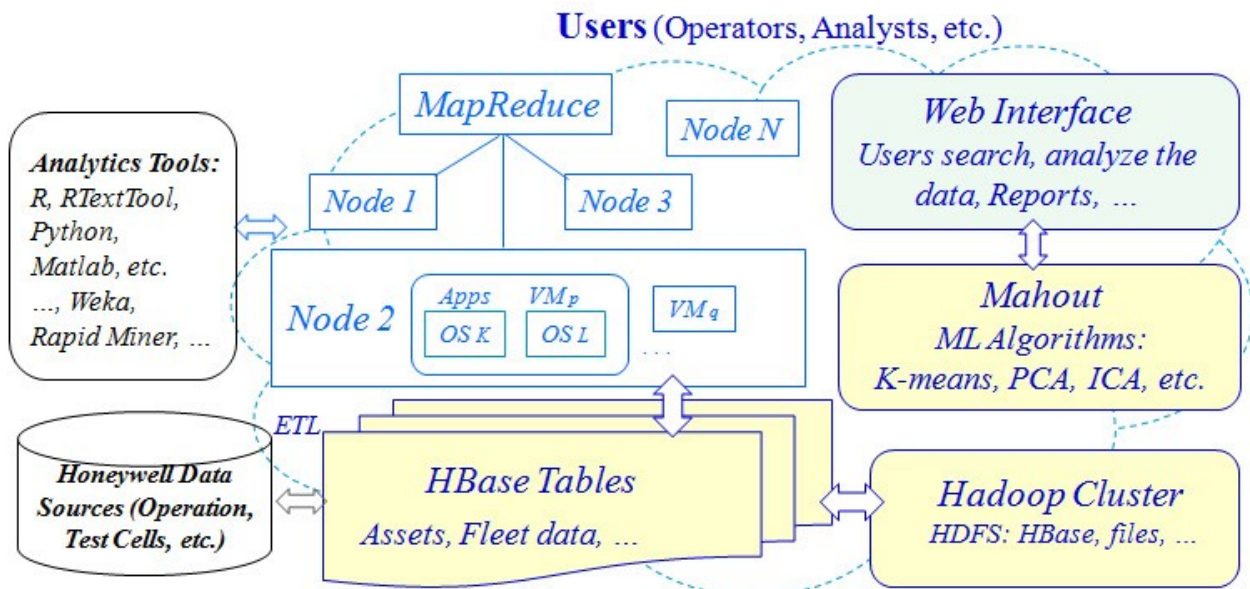 Users (Operators, Analysts, etc.)
MapReduce
Node N
Node 1
Node 3
Analytics Tools:
R, RTextTool,
Python,
Matlab, etc.
..., Weka,
Rapid Miner, ...
Web Interface
Users search, analyze the
data, Reports, ...
Node 2
Apps
VM p
OS K
OS L
VM q
...
Mahout
ML Algorithms:
K-means, PCA, ICA, etc.
ETL
Honeywell Data
Sources (Operation,
Test Cells, etc.)
HBase Tables
Assets, Fleet data, ...
Hadoop Cluster
HDFS: HBase, files, ...